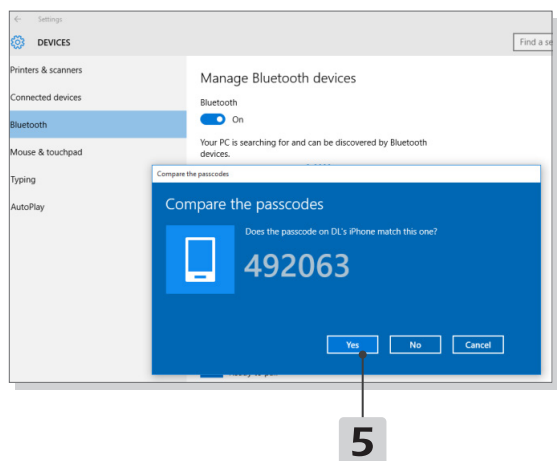 Settings
DEVICES
Find a se
Printers & scanners
Connected devices
Bluetooth
Mouse & touchpad
Typing
AutoPlay
Manage Bluetooth devices
Bluetooth
On
Your PC is searching for and can be discovered by Bluetooth
devices.
Compare the passcodes
Compare the passcodes
Does the passcode on DL's iPhone match this one?
492063
Yes No Cancel
5